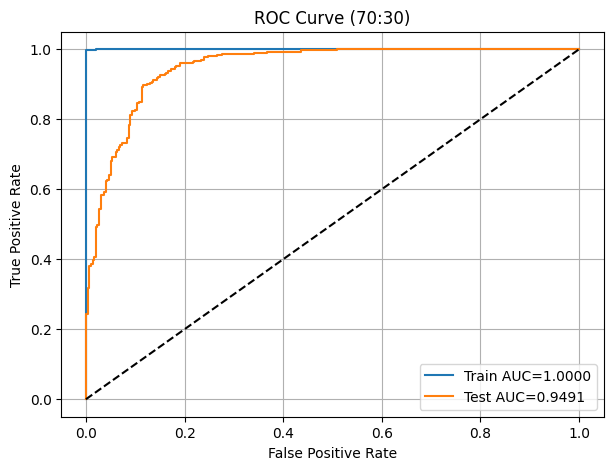 ROC Curve (70:30)
True Positive Rate
1.0
0.8
0.6
0.4
0.2
0.0
0.0 0.2 0.4 0.6 0.8 1.0
False Positive Rate
Train AUC=1.0000
Test AUC=0.9491